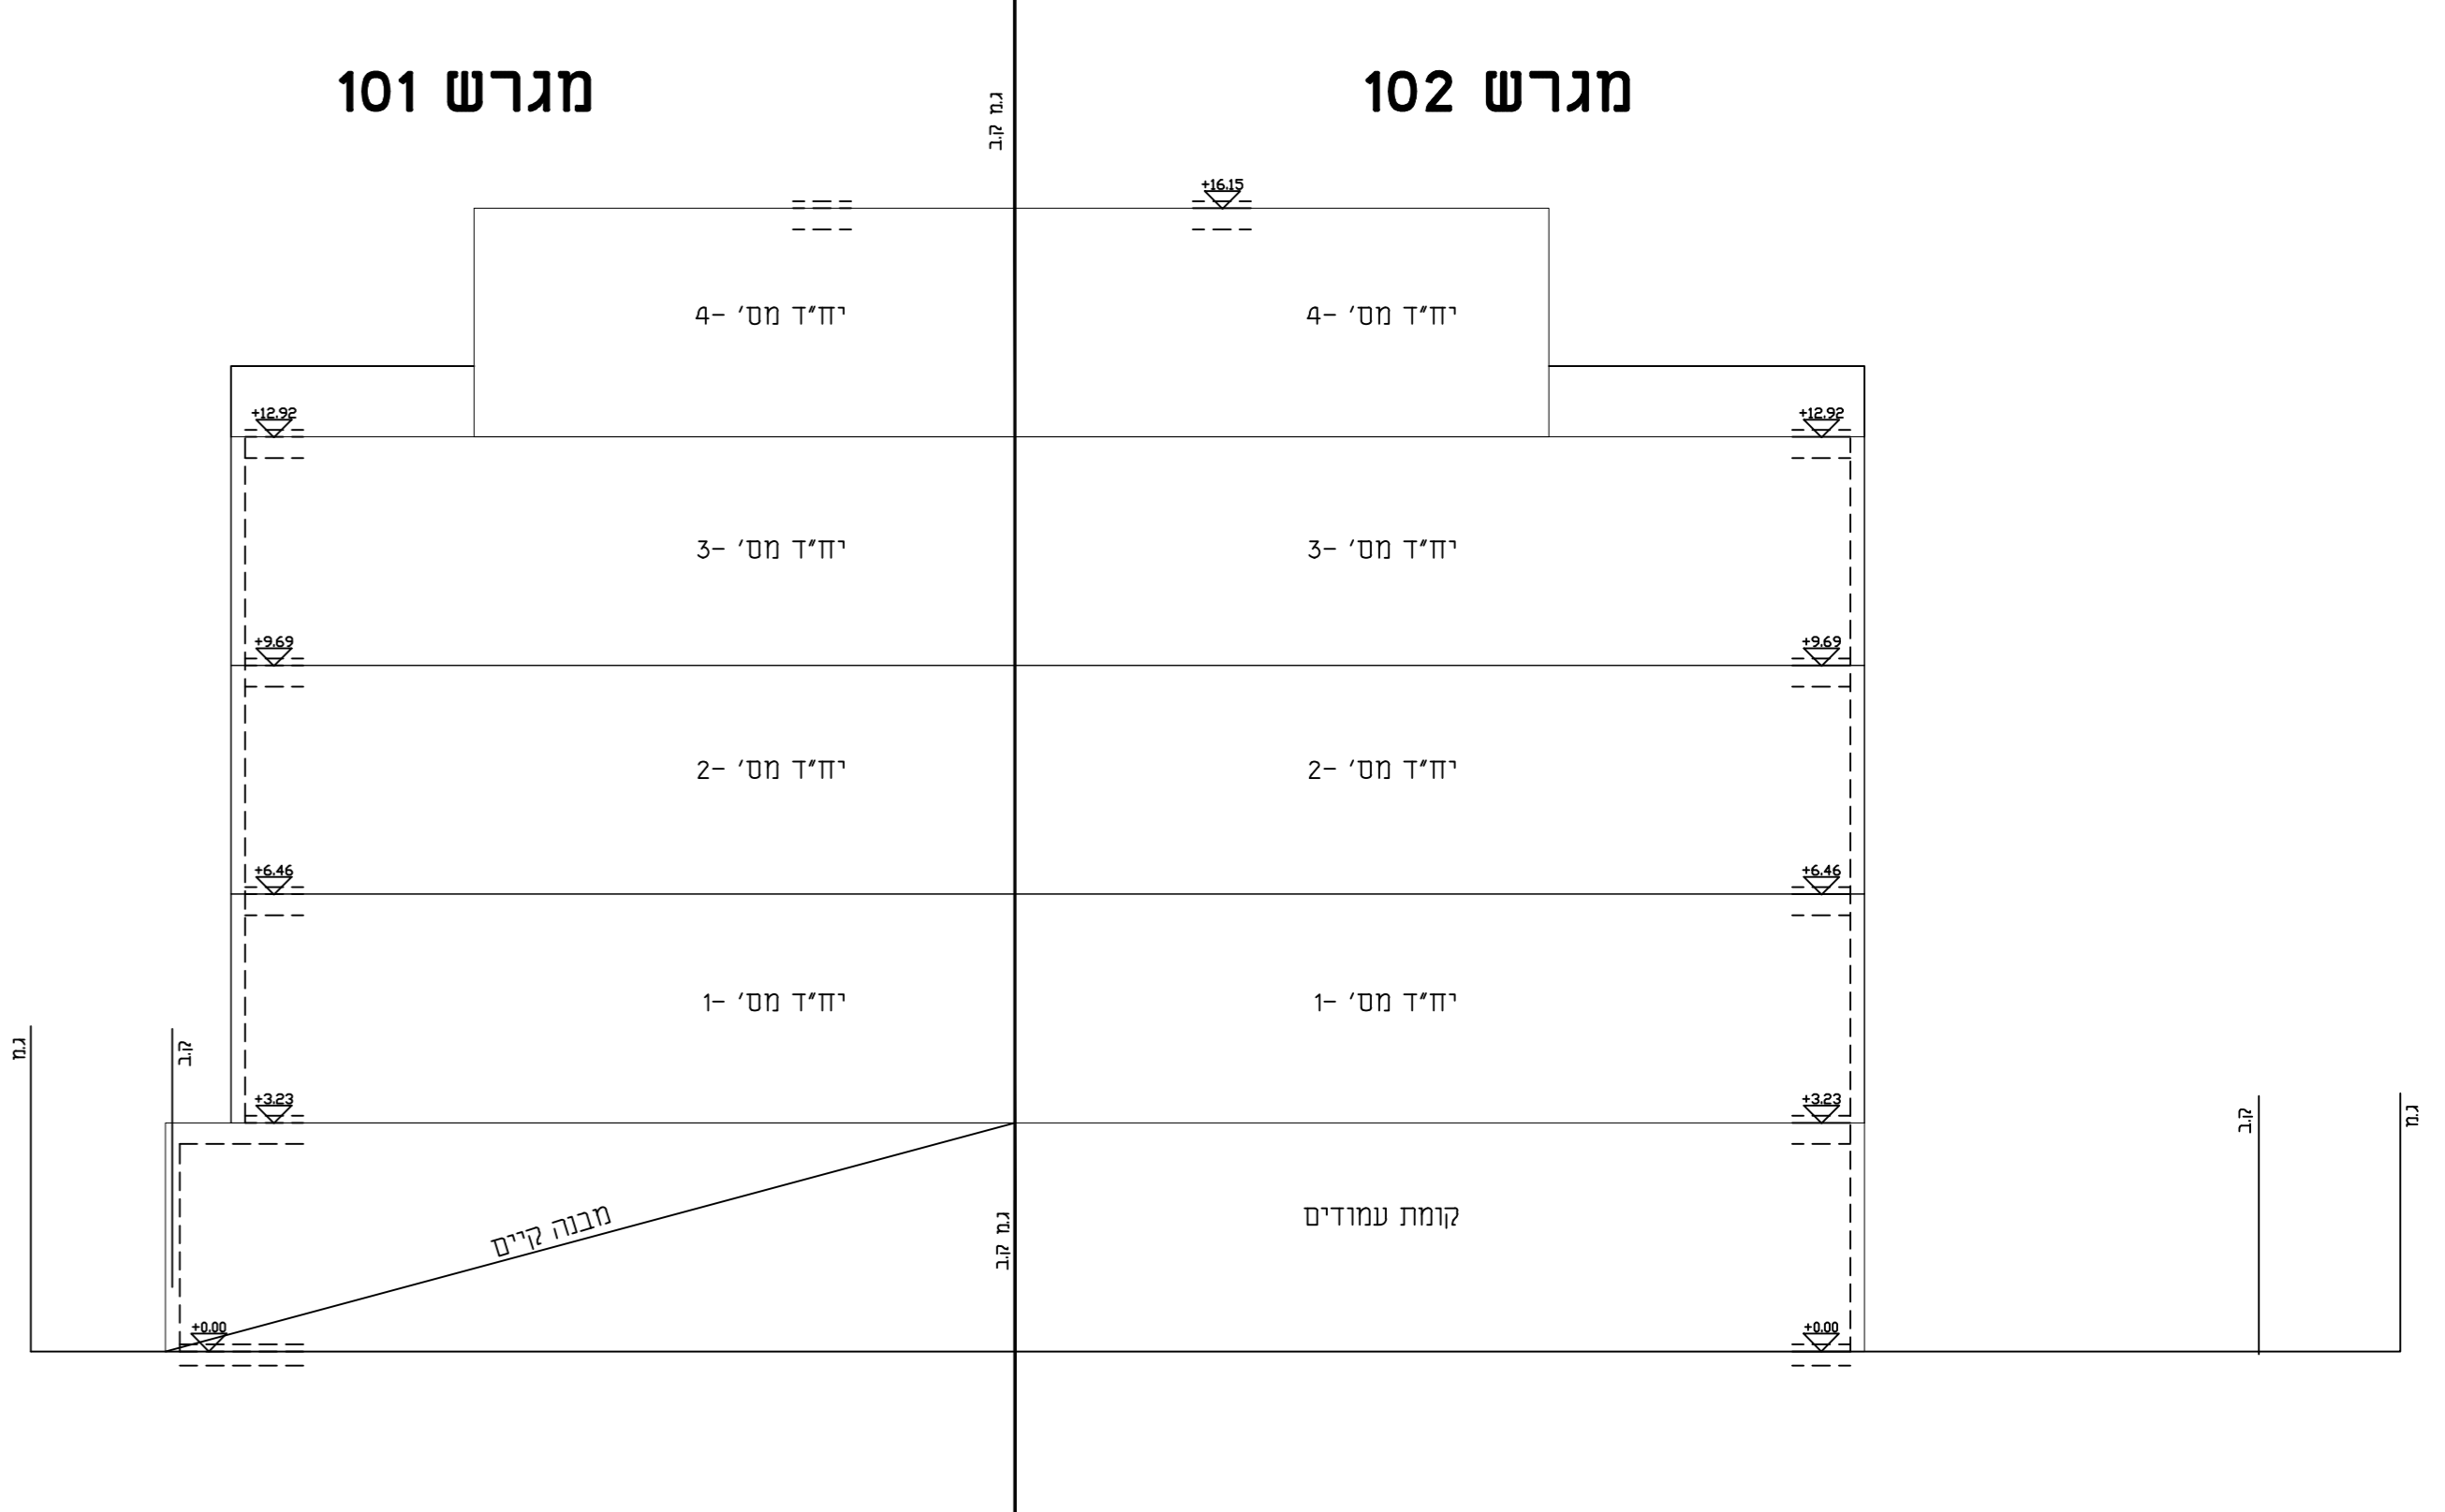 מגרש 102
מגרש 101
ג.מ ק.ב
+16.15
יח"ד מס' -4
יח"ד מס' -4
+12.92
+12.92
יח"ד מס' -3
יח"ד מס' -3
+9.69
+9.69
יח"ד מס' -2
יח"ד מס' -2
+6.46
+6.46
יח"ד מס' -1
יח"ד מס' -1
ג.מ
ק.ב
ק.ב
ג.מ
+3.23
+3.23
קומת עמודים
מבנה קיים
ג.מ ק.ב
+0.00
+0.00